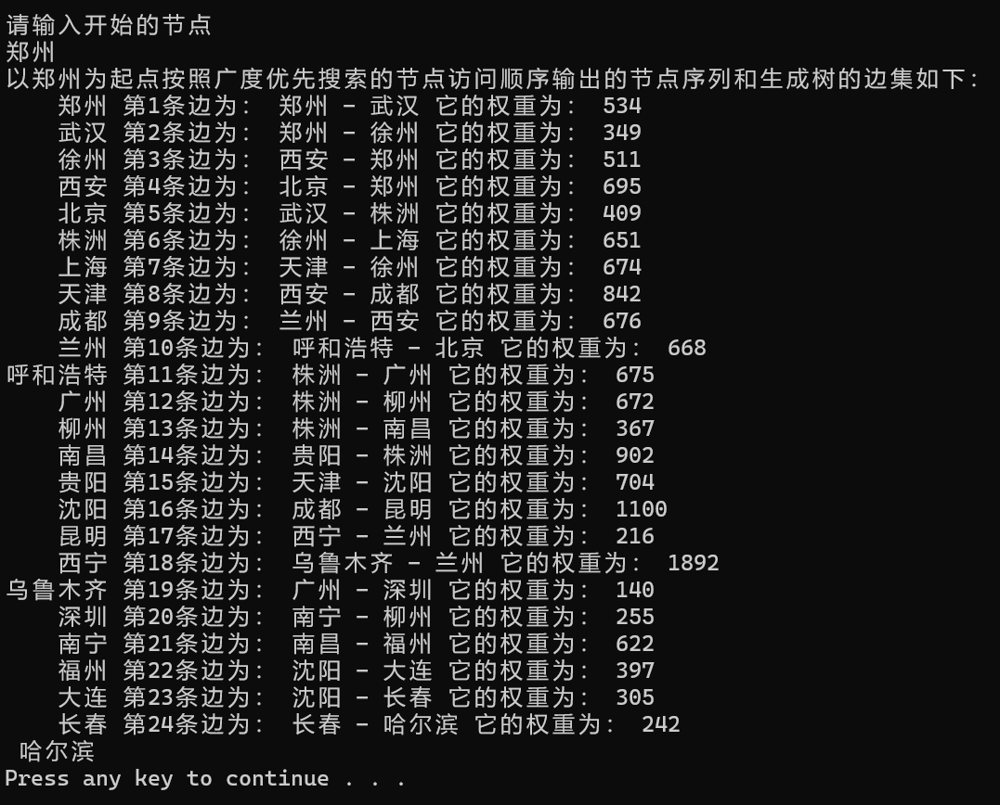 请输入开始的节点
郑州
以郑州为起点按照广度优先搜索的节点访问顺序输出的节点序列和生成树的边集如下:
郑州 第1条边为: 郑州 - 武汉 它的权重为: 534
武汉 第2条边为: 郑州 - 徐州 它的权重为: 349
徐州 第3条边为: 西安 - 郑州 它的权重为: 511
西安 第4条边为: 北京 - 郑州 它的权重为: 695
北京 第5条边为: 武汉 - 株洲 它的权重为: 409
株洲 第6条边为: 徐州 - 上海 它的权重为: 651
上海 第7条边为: 天津 - 徐州 它的权重为: 674
天津 第8条边为: 西安 - 成都 它的权重为: 842
成都 第9条边为: 兰州 - 西安 它的权重为: 676
兰州 第10条边为: 呼和浩特 - 北京 它的权重为: 668
呼和浩特 第11条边为: 株洲 - 广州 它的权重为: 675
广州 第12条边为: 株洲 - 柳州 它的权重为: 672
柳州 第13条边为: 株洲 - 南昌 它的权重为: 367
南昌 第14条边为: 贵阳 - 株洲 它的权重为: 902
贵阳 第15条边为: 天津 - 沈阳 它的权重为: 704
沈阳 第16条边为: 成都 - 昆明 它的权重为: 1100
昆明 第17条边为: 西宁 - 兰州 它的权重为: 216
西宁 第18条边为: 乌鲁木齐 - 兰州 它的权重为: 1892
乌鲁木齐 第19条边为: 广州 - 深圳 它的权重为: 140
深圳 第20条边为: 南宁 - 柳州 它的权重为: 255
南宁 第21条边为: 南昌 - 福州 它的权重为: 622
福州 第22条边为: 沈阳 - 大连 它的权重为: 397
大连 第23条边为: 沈阳 - 长春 它的权重为: 305
长春 第24条边为: 长春 - 哈尔滨 它的权重为: 242
哈尔滨
Press any key to continue . . .